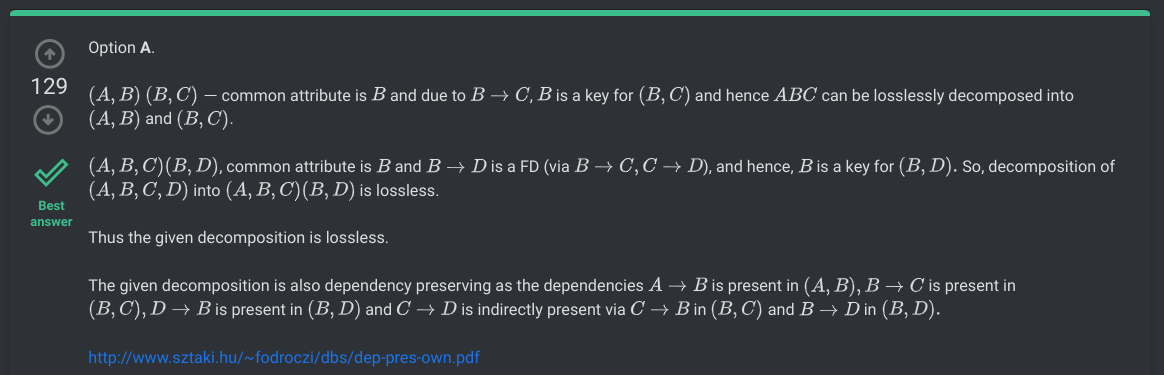 Option A.
129
(A, B) (B, C) – common attribute is B and due to B → C, B is a key for (B, C) and hence ABC can be losslessly decomposed into
(A, B) and (B, C).
(A, B, C)(B, D), common attribute is B and B → D is a FD (via B → C, C → D), and hence, B is a key for (B, D). So, decomposition of
(A, B, C, D) into (A, B, C)(B, D) is lossless.
Best
answer
Thus the given decomposition is lossless.
The given decomposition is also dependency preserving as the dependencies A → B is present in (A, B), B → C is present in
(B, C), D → B is present in (B, D) and C → D is indirectly present via C → B in (B, C) and B → D in (B, D).
http://www.sztaki.hu/~fodroczi/dbs/dep-pres-own.pdf